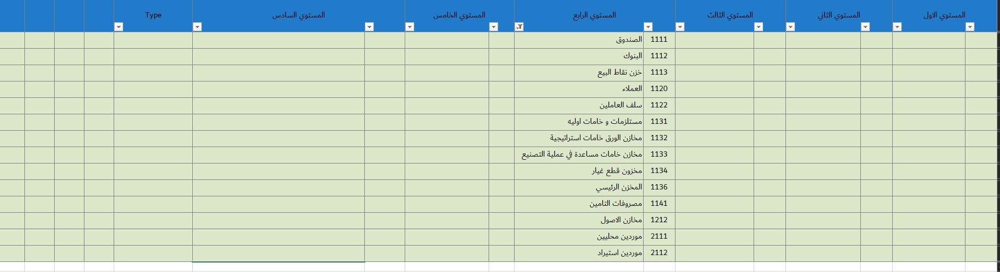 المستوي الاول المستوي الثاني المستوي الثالث المستوي الرابع المستوي الخامس المستوي السادس Type
1111 الصندوق
1112 البنوك
1113 خزن نقاط البيع
1120 العملاء
1122 سلف العاملين
1131 مستلزمات و خامات اوليه
1132 مخازن الورق خامات استراتيجية
1133 مخازن خامات مساعدة في عملية التصنيع
1134 مخزون قطع غيار
1136 المخزن الرئيسي
1141 مصروفات التامين
1212 مخازن الاصول
2111 موردين محليين
2112 موردين استيراد